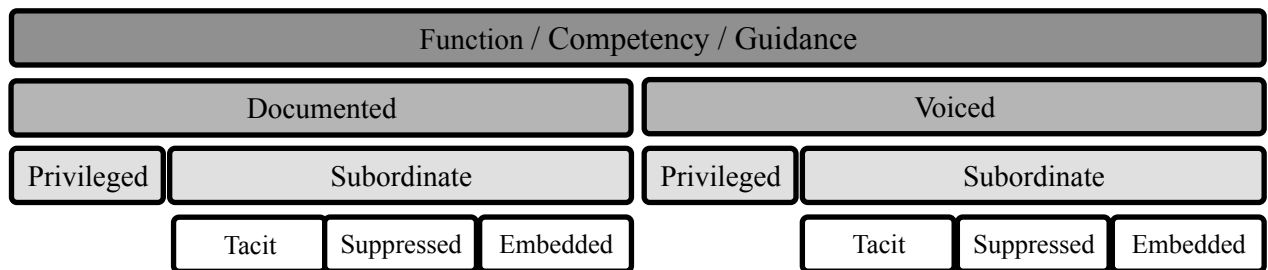 Function / Competency / Guidance
Documented Voiced
Privileged Subordinate Privileged Subordinate
Tacit Suppressed Embedded Tacit Suppressed Embedded